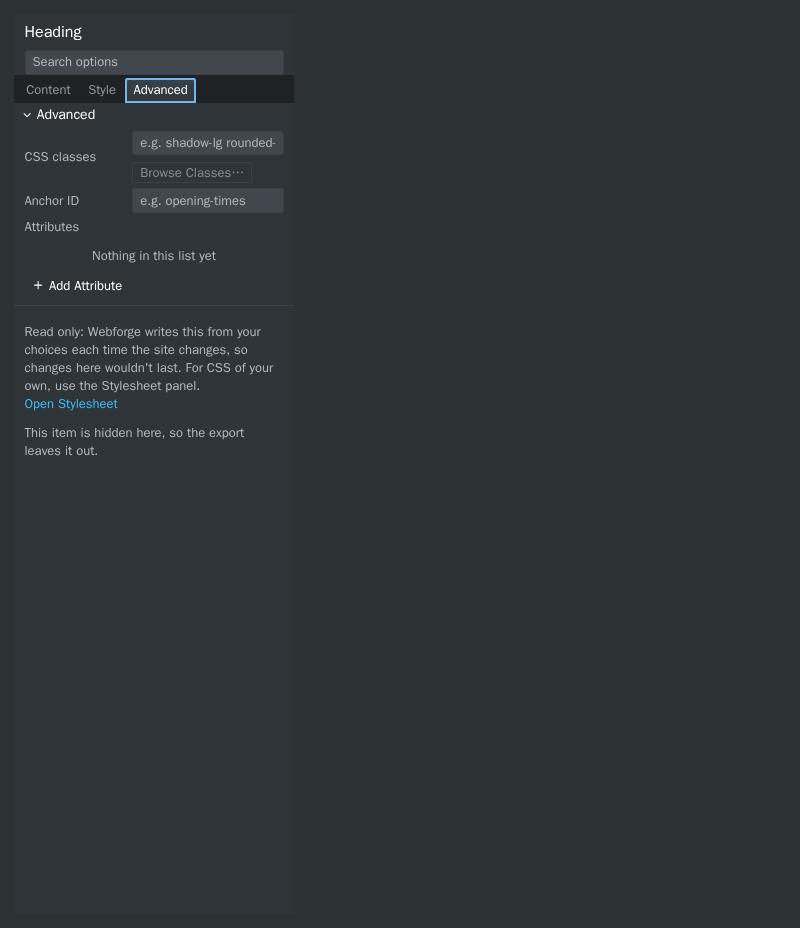 Heading
Search options
Content Style Advanced
Advanced
CSS classes
e.g. shadow-lg rounded-
Browse Classes···
Anchor ID e.g. opening-times
Attributes
Nothing in this list yet
+ Add Attribute
Read only: Webforge writes this from your
choices each time the site changes, so
changes here wouldn't last. For CSS of your
own, use the Stylesheet panel.
Open Stylesheet
This item is hidden here, so the export
leaves it out.